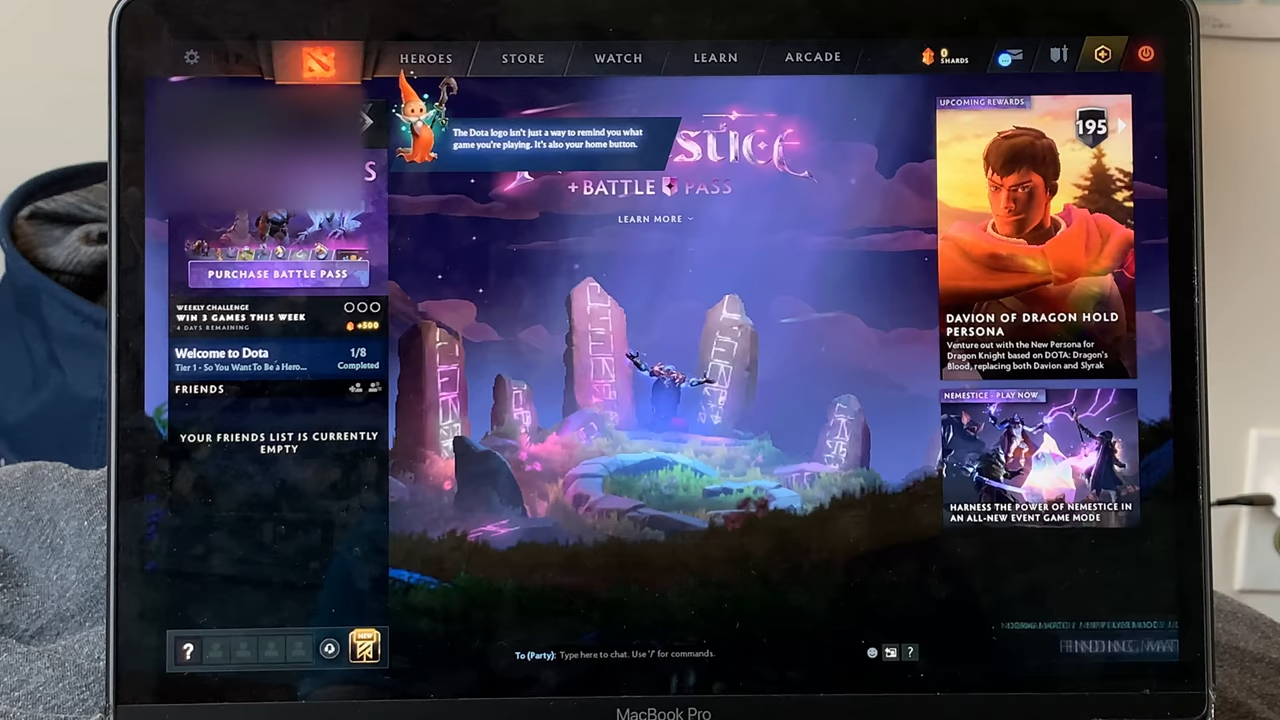 HEROES
STORE
WATCH
LEARN
ARCADE
0
SHARDS
The Dota logo isn't just a way to remind you what
game you're playing. It's also your home button.
S
STICE
+BATTLE PASS
LEARN MORE
PURCHASE BATTLE PASS
WEEKLY CHALLENGE
WIN 3 GAMES THIS WEEK
4 DAYS REMAINING
+500
Welcome to Dota
1/8
Tier 1 - So You Want To Be a Hero...
Completed
FRIENDS
YOUR FRIENDS LIST IS CURRENTLY
EMPTY
UPCOMING REWARDS
195
DAVION OF DRAGON HOLD
PERSONA
Venture out with the New Persona for
Dragon Knight based on DOTA: Dragon's
Blood, replacing both Davion and Slyrak
NEMESTICE - PLAY NOW
HARNESS THE POWER OF NEMESTICE IN
AN ALL-NEW EVENT GAME MODE
?
NEW
To (Party): Type here to chat. Use '/' for commands.
?
MacBook Pro